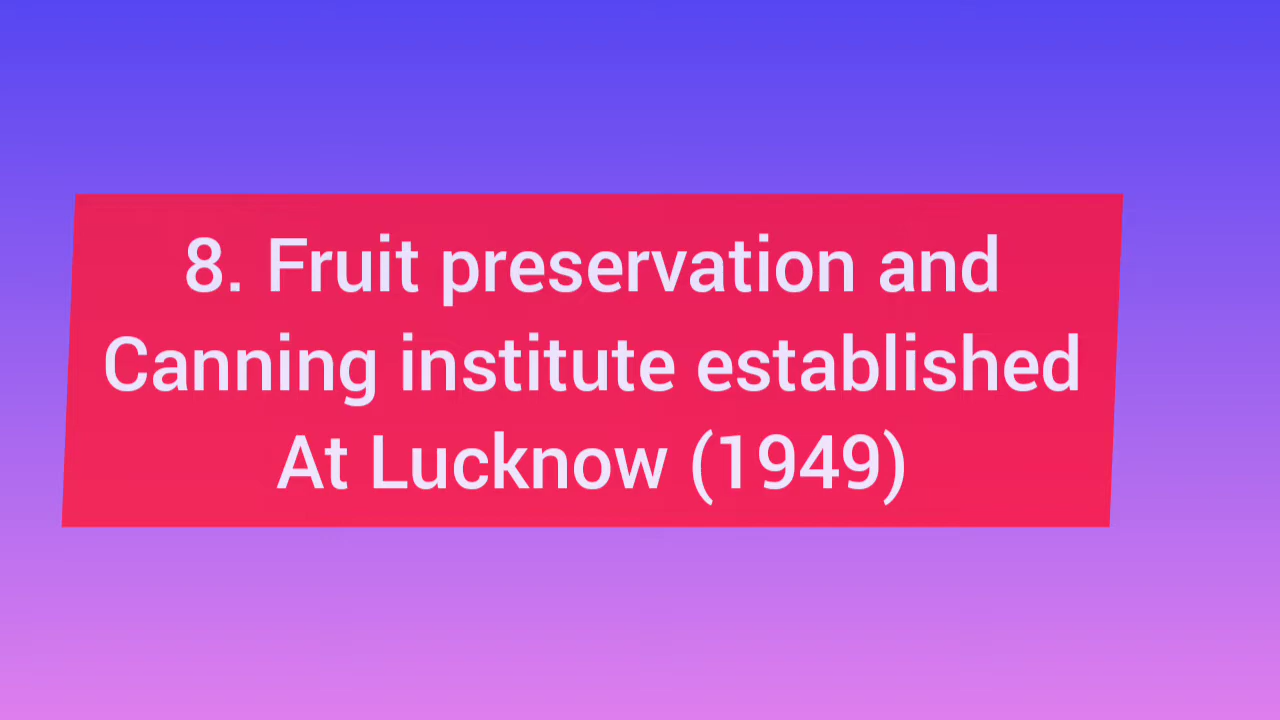 8. Fruit preservation and
Canning institute established
At Lucknow (1949)